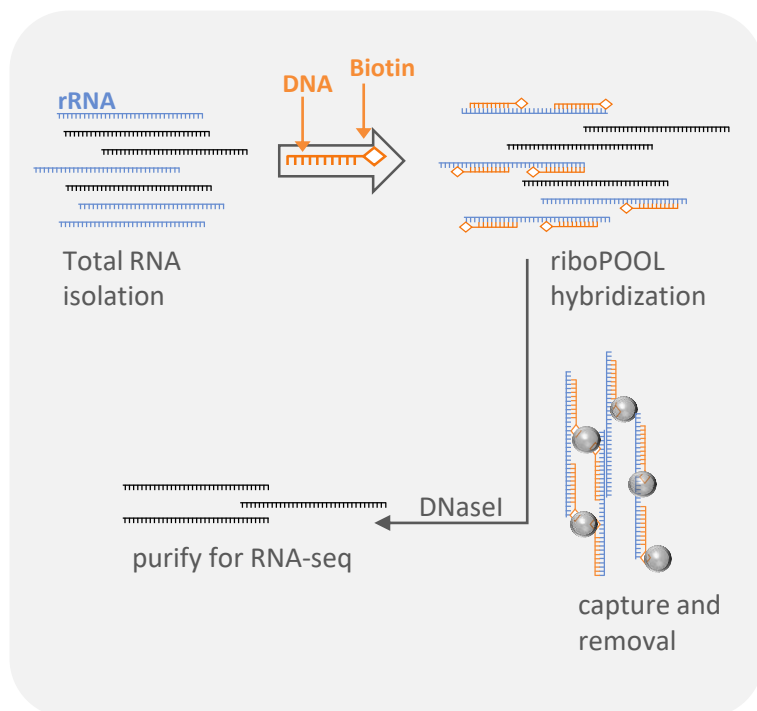 rRNA
DNA
Biotin
Total RNA
isolation
riboPOOL
hybridization
DNaseI
purify for RNA-seq
capture and
removal